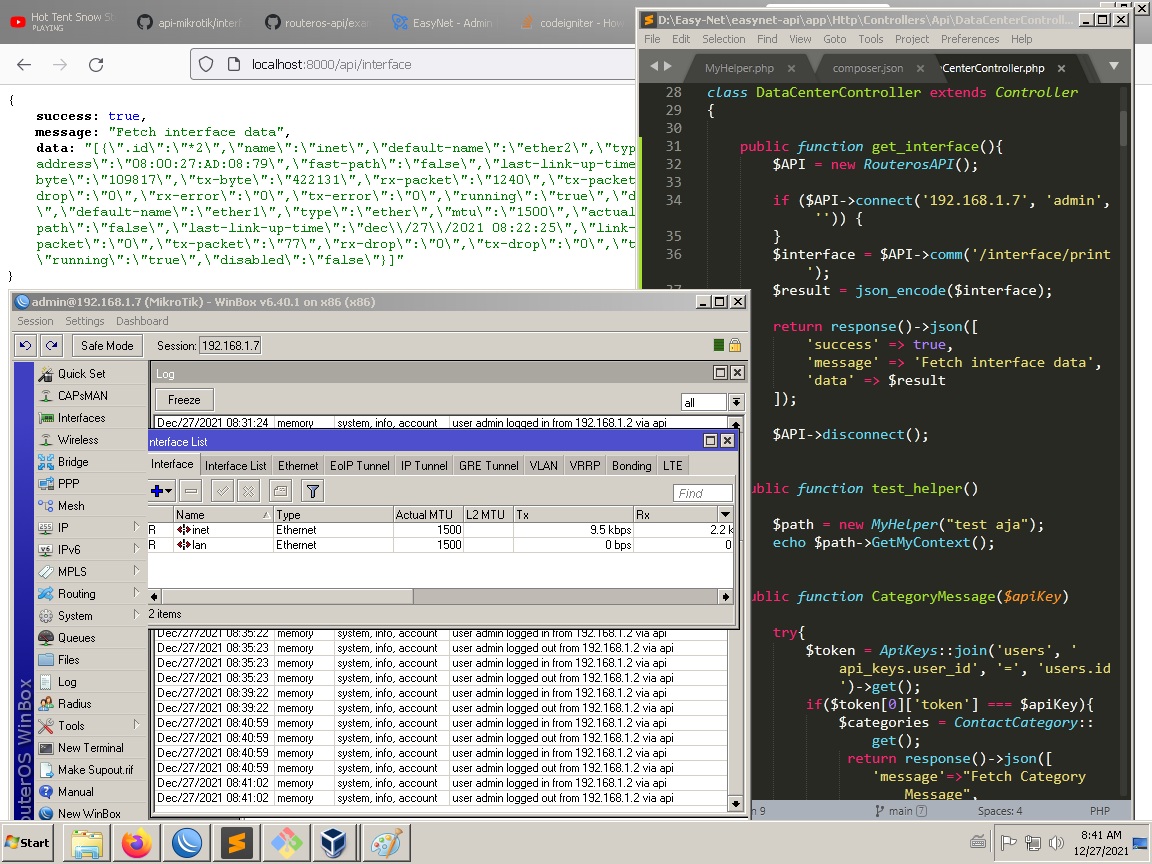 Hot Tent Snow St
PLAYING
api-mikrotik/interf
routeros-api/exa
EasyNet - Admin
codeigniter - How
localhost:8000/api/interface
{
success: true,
message: "Fetch interface data",
data: "[{\".id\":\"*2\",\"name\":\"inet\",\"default-name\":\"ether2\",\"typ
address\":\"08:00:27:AD:08:79\",\"fast-path\":\"false\",\"last-link-up-time
byte\":\"109817\",\"tx-byte\":\"422131\",\"rx-packet\":\"1240\",\"tx-packet
drop\":\"0\",\"rx-error\":\"0\",\"tx-error\":\"0\",\"running\":\"true\",\"d
\",\"default-name\":\"ether1\",\"type\":\"ether\",\"mtu\":\"1500\",\"actual
path\":\"false\",\"last-link-up-time\":\"dec\\/27\\/2021 08:22:25\",\"link-
packet\":\"0\",\"tx-packet\":\"77\",\"rx-drop\":\"0\",\"tx-drop\":\"0\",\"t
\"running\":\"true\",\"disabled\":\"false\"}]"
}
D:\Easy-Net\easynet-api\app\Http\Controllers\Api\DataCenterControll...
File Edit Selection Find View Goto Tools Project Preferences Help
MyHelper.php
composer.json
CenterController.php
28 class DataCenterController extends Controller
29 {
30
31 public function get_interface(){
32 $API = new RouterosAPI();
33
34 if ($API->connect('192.168.1.7', 'admin',
'')) {
35 }
36 $interface = $API->comm('/interface/print
');
$result = json_encode($interface);
return response()->json([
'success' => true,
'message' => 'Fetch interface data',
'data' => $result
]);
$API->disconnect();
ublic function test_helper()
$path = new MyHelper("test aja");
echo $path->GetMyContext();
ublic function CategoryMessage($apiKey)
try{
$token = ApiKeys::join('users', '
api_keys.user_id', '=', 'users.id
')->get();
if($token[0]['token'] === $apiKey){
$categories = ContactCategory::
get();
return response()->json([
'message'=>"Fetch Category
Message",
n 9
main 7
Spaces: 4
PHP
admin@192.168.1.7 (MikroTik) - WinBox v6.40.1 on x86 (x86)
Session Settings Dashboard
Safe Mode
Session: 192.168.1.7
Quick Set
CAPsMAN
Interfaces
Wireless
Bridge
PPP
Mesh
IP
IPv6
MPLS
Routing
System
Queues
Files
Log
Radius
Tools
New Terminal
Make Supout.rif
Manual
New WinBox
outerOS WinBox
Log
Freeze
all
Dec/27/2021 08:31:24 memory system, info, account user admin logged in from 192.168.1.2 via api
nterface List
Interface Interface List Ethernet EoIP Tunnel IP Tunnel GRE Tunnel VLAN VRRP Bonding LTE
Find
Name Type Actual MTU L2 MTU Tx Rx
R inet Ethernet 1500 9.5 kbps 2.2 k
R lan Ethernet 1500 0 bps 0
2 items
Dec/27/2021 08:35:22 memory system, info, account user admin logged in from 192.168.1.2 via api
Dec/27/2021 08:35:23 memory system, info, account user admin logged out from 192.168.1.2 via api
Dec/27/2021 08:35:23 memory system, info, account user admin logged in from 192.168.1.2 via api
Dec/27/2021 08:35:23 memory system, info, account user admin logged out from 192.168.1.2 via api
Dec/27/2021 08:39:22 memory system, info, account user admin logged in from 192.168.1.2 via api
Dec/27/2021 08:39:22 memory system, info, account user admin logged out from 192.168.1.2 via api
Dec/27/2021 08:40:59 memory system, info, account user admin logged in from 192.168.1.2 via api
Dec/27/2021 08:40:59 memory system, info, account user admin logged out from 192.168.1.2 via api
Dec/27/2021 08:40:59 memory system, info, account user admin logged in from 192.168.1.2 via api
Dec/27/2021 08:40:59 memory system, info, account user admin logged out from 192.168.1.2 via api
Dec/27/2021 08:41:02 memory system, info, account user admin logged in from 192.168.1.2 via api
Dec/27/2021 08:41:02 memory system, info, account user admin logged out from 192.168.1.2 via api
Start
8:41 AM
12/27/2021